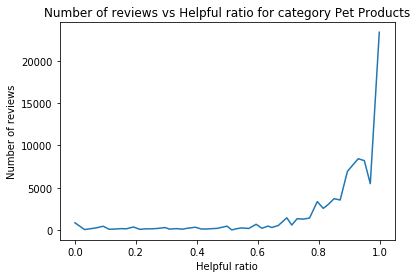 Number of reviews vs Helpful ratio for category Pet Products
Number of reviews
20000
15000
10000
5000
0
0.0 0.2 0.4 0.6 0.8 1.0
Helpful ratio